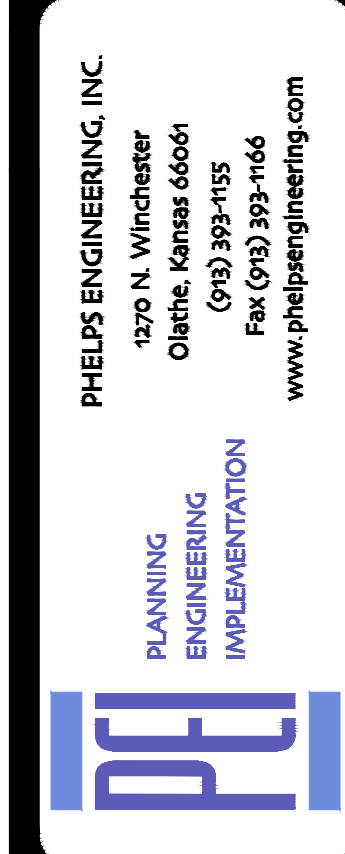 PEI
PLANNING
ENGINEERING
IMPLEMENTATION
PHELPS ENGINEERING, INC.
1270 N. Winchester
Olathe, Kansas 66061
(913) 393-1155
Fax (913) 393-1166
www.phelpsengineering.com